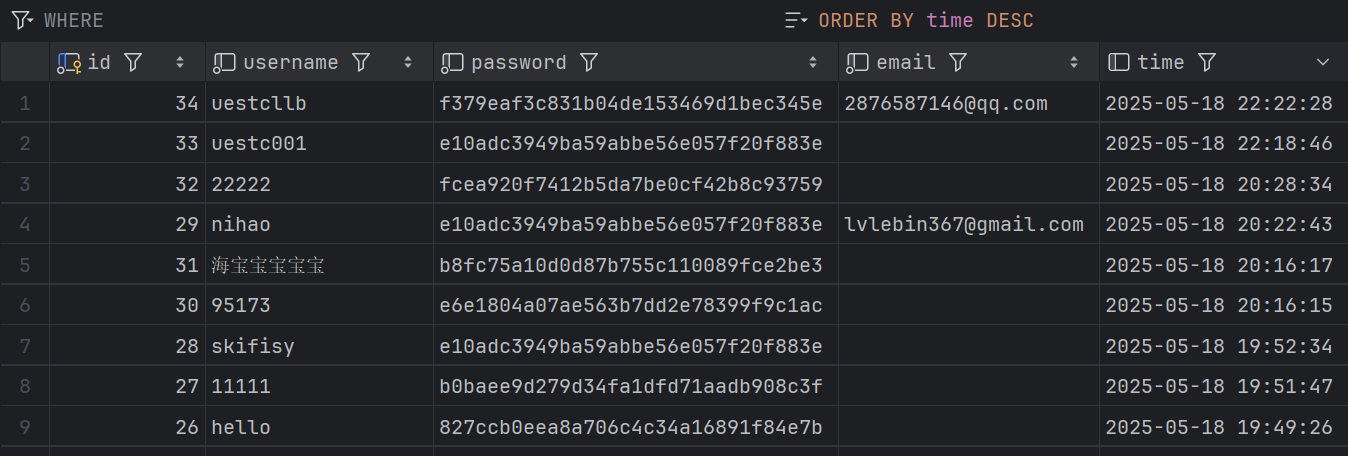 WHERE ORDER BY time DESC
id username password email time
1 34 uestcllb f379eaf3c831b04de153469d1bec345e 2876587146@qq.com 2025-05-18 22:22:28
2 33 uestc001 e10adc3949ba59abbe56e057f20f883e 2025-05-18 22:18:46
3 32 22222 fcea920f7412b5da7be0cf42b8c93759 2025-05-18 20:28:34
4 29 nihao e10adc3949ba59abbe56e057f20f883e lvlebin367@gmail.com 2025-05-18 20:22:43
5 31 海宝宝宝宝宝 b8fc75a10d0d87b755c110089fce2be3 2025-05-18 20:16:17
6 30 95173 e6e1804a07ae563b7dd2e78399f9c1ac 2025-05-18 20:16:15
7 28 skifisy e10adc3949ba59abbe56e057f20f883e 2025-05-18 19:52:34
8 27 11111 b0baee9d279d34fa1dfd71aadb908c3f 2025-05-18 19:51:47
9 26 hello 827ccb0eea8a706c4c34a16891f84e7b 2025-05-18 19:49:26